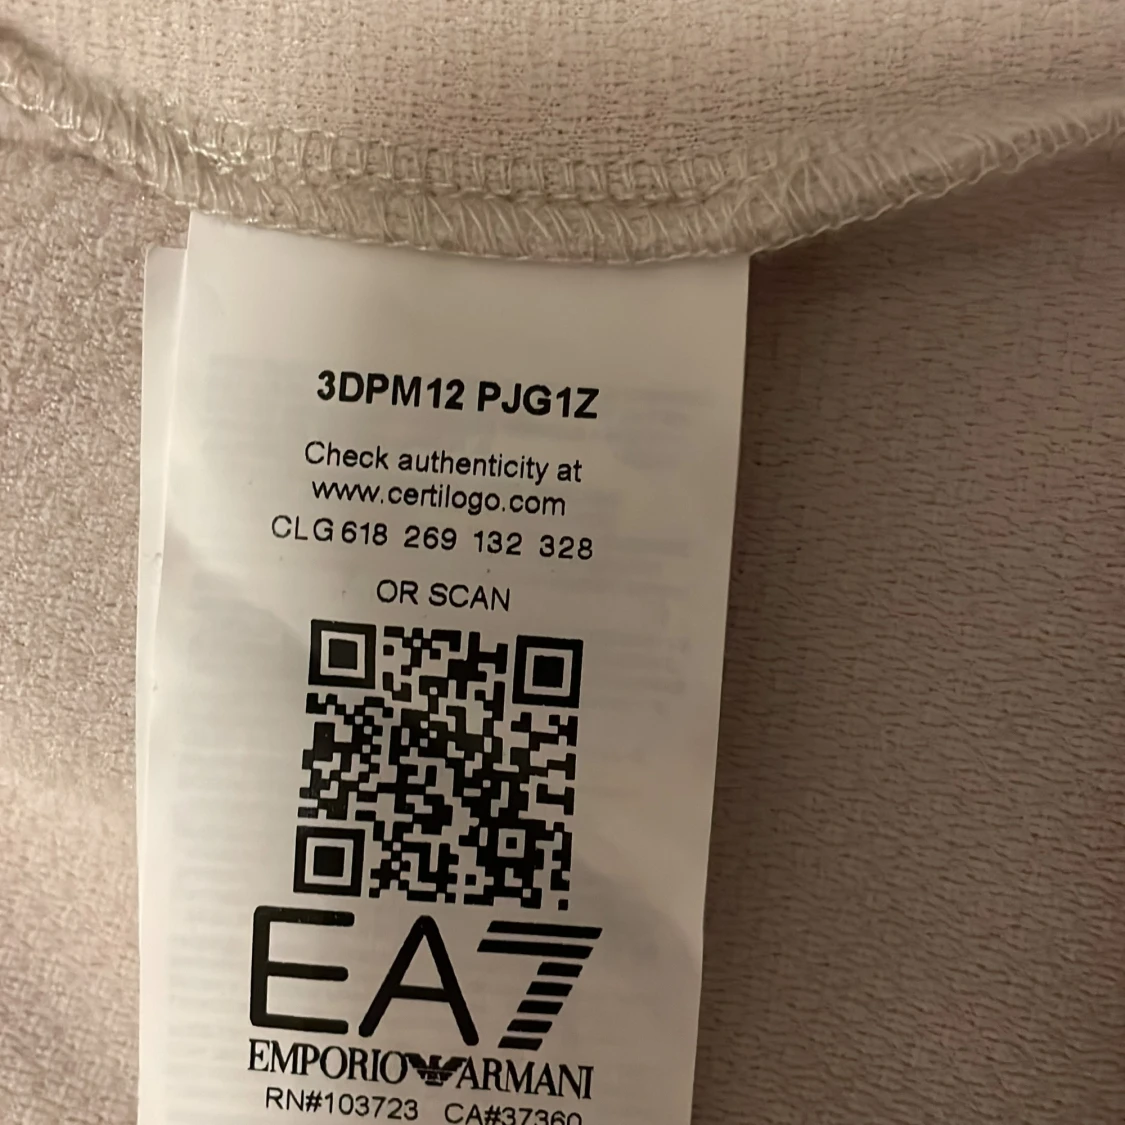 3DPM12 PJG1Z
Check authenticity at
www.certilogo.com
CLG 618 269 132 328
OR SCAN
EA7
EMPORIO ARMANI
RN#103723 CA#37360